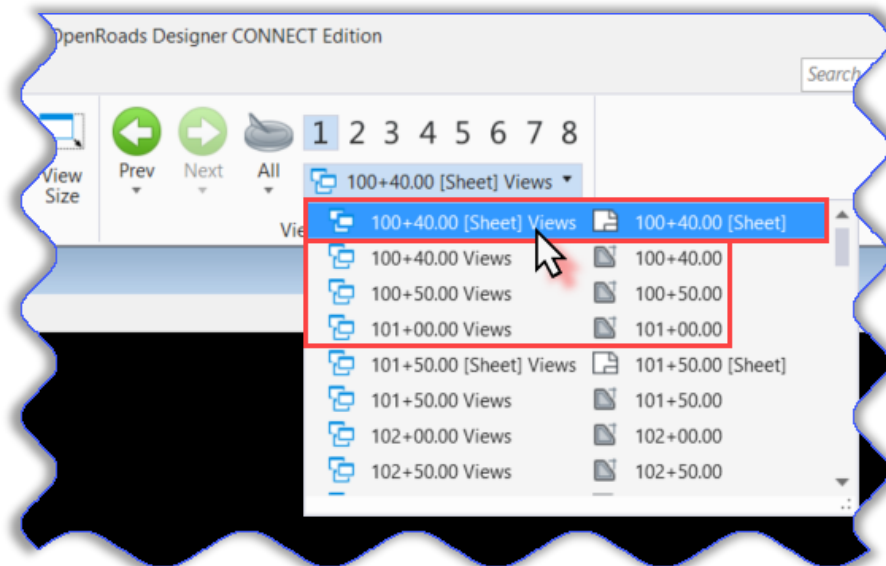 OpenRoads Designer CONNECT Edition
Search
View Size
Prev
Next
All
1 2 3 4 5 6 7 8
100+40.00 [Sheet] Views
100+40.00 [Sheet] Views 100+40.00 [Sheet]
100+40.00 Views 100+40.00
100+50.00 Views 100+50.00
101+00.00 Views 101+00.00
101+50.00 [Sheet] Views 101+50.00 [Sheet]
101+50.00 Views 101+50.00
102+00.00 Views 102+00.00
102+50.00 Views 102+50.00